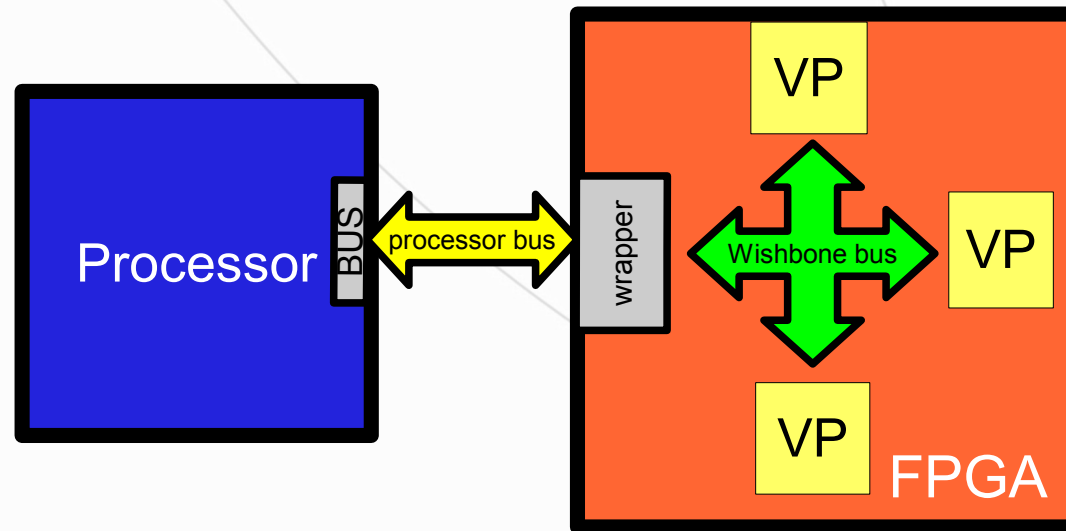 Processor
BUS
processor bus
wrapper
VP
Wishbone bus
VP
VP
FPGA